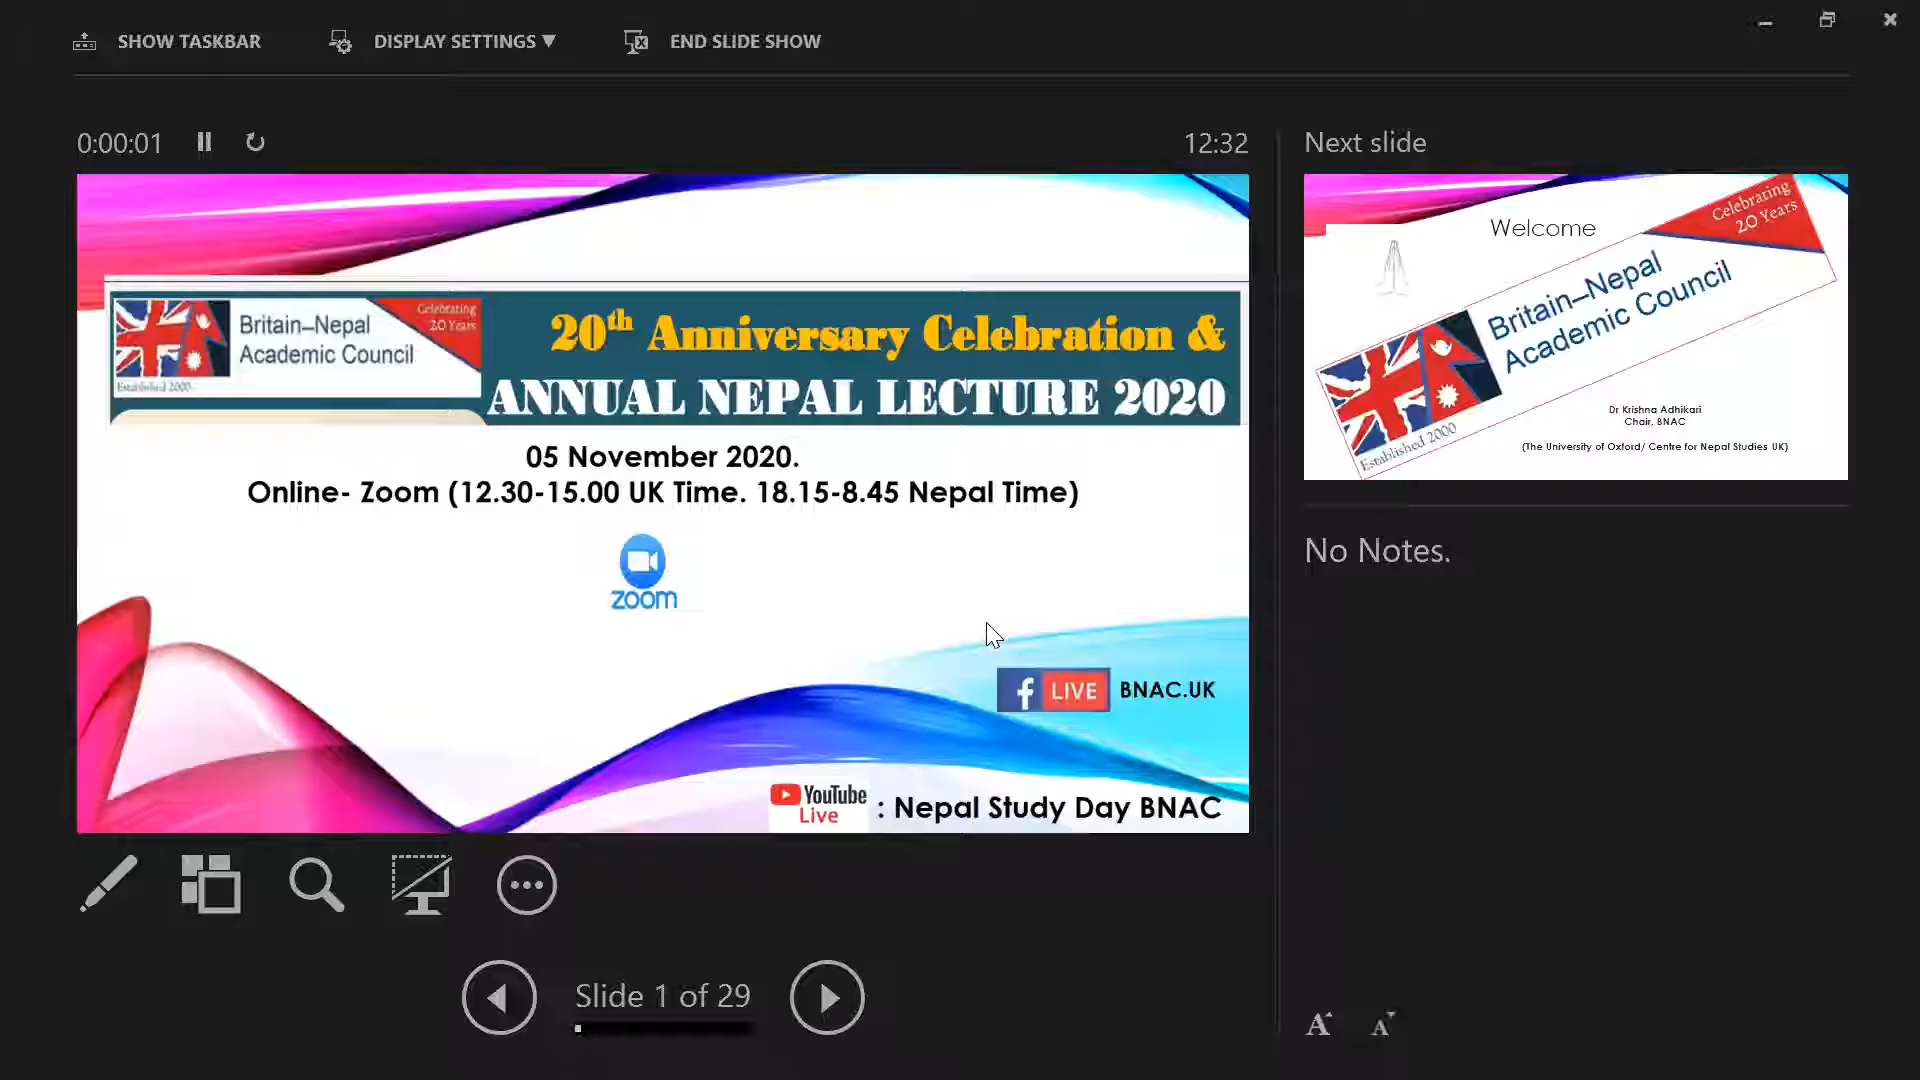 SHOW TASKBAR
DISPLAY SETTINGS ▼
END SLIDE SHOW
0:00:01
12:32
Britain–Nepal
Academic Council
Established 2000
Celebrating
20 Years
20th Anniversary Celebration &
ANNUAL NEPAL LECTURE 2020
05 November 2020.
Online- Zoom (12.30-15.00 UK Time. 18.15-8.45 Nepal Time)
zoom
f LIVE BNAC.UK
YouTube
Live
: Nepal Study Day BNAC
Slide 1 of 29
Next slide
Welcome
Celebrating
20 Years
Britain–Nepal
Academic Council
Established 2000
Dr Krishna Adhikari
Chair, BNAC
(The University of Oxford/ Centre for Nepal Studies UK)
No Notes.
A A